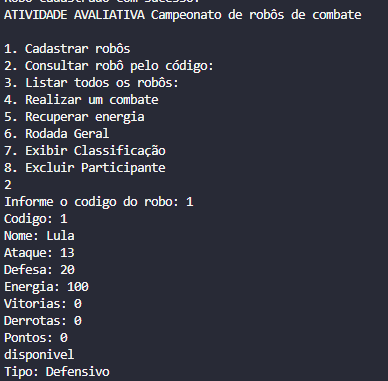 Robo cadastrado com sucesso!
ATIVIDADE AVALIATIVA Campeonato de robôs de combate
1. Cadastrar robôs
2. Consultar robô pelo código:
3. Listar todos os robôs:
4. Realizar um combate
5. Recuperar energia
6. Rodada Geral
7. Exibir Classificação
8. Excluir Participante
2
Informe o codigo do robo: 1
Codigo: 1
Nome: Lula
Ataque: 13
Defesa: 20
Energia: 100
Vitorias: 0
Derrotas: 0
Pontos: 0
disponivel
Tipo: Defensivo